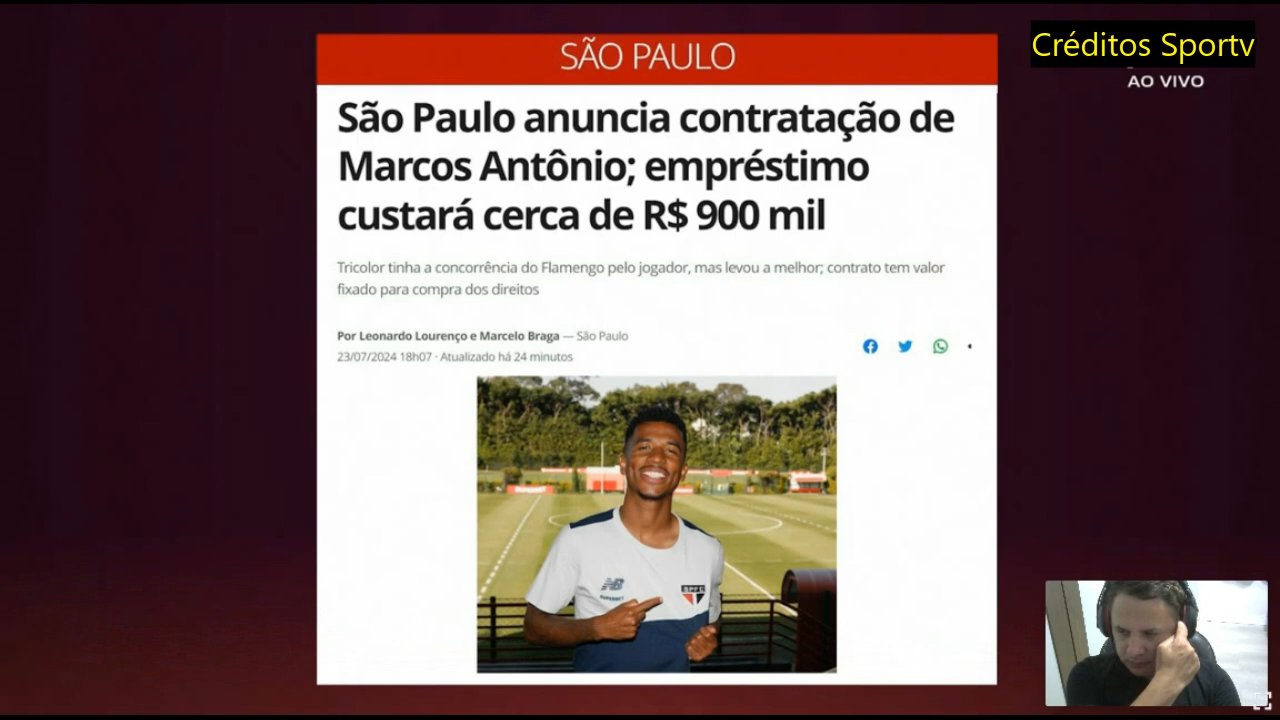 SÃO PAULO
Créditos Sportv
AO VIVO
São Paulo anuncia contratação de
Marcos Antônio; empréstimo
custará cerca de R$ 900 mil
Tricolor tinha a concorrência do Flamengo pelo jogador, mas levou a melhor; contrato tem valor
fixado para compra dos direitos
Por Leonardo Lourenço e Marcelo Braga — São Paulo
23/07/2024 18h07 · Atualizado há 24 minutos
SPFC